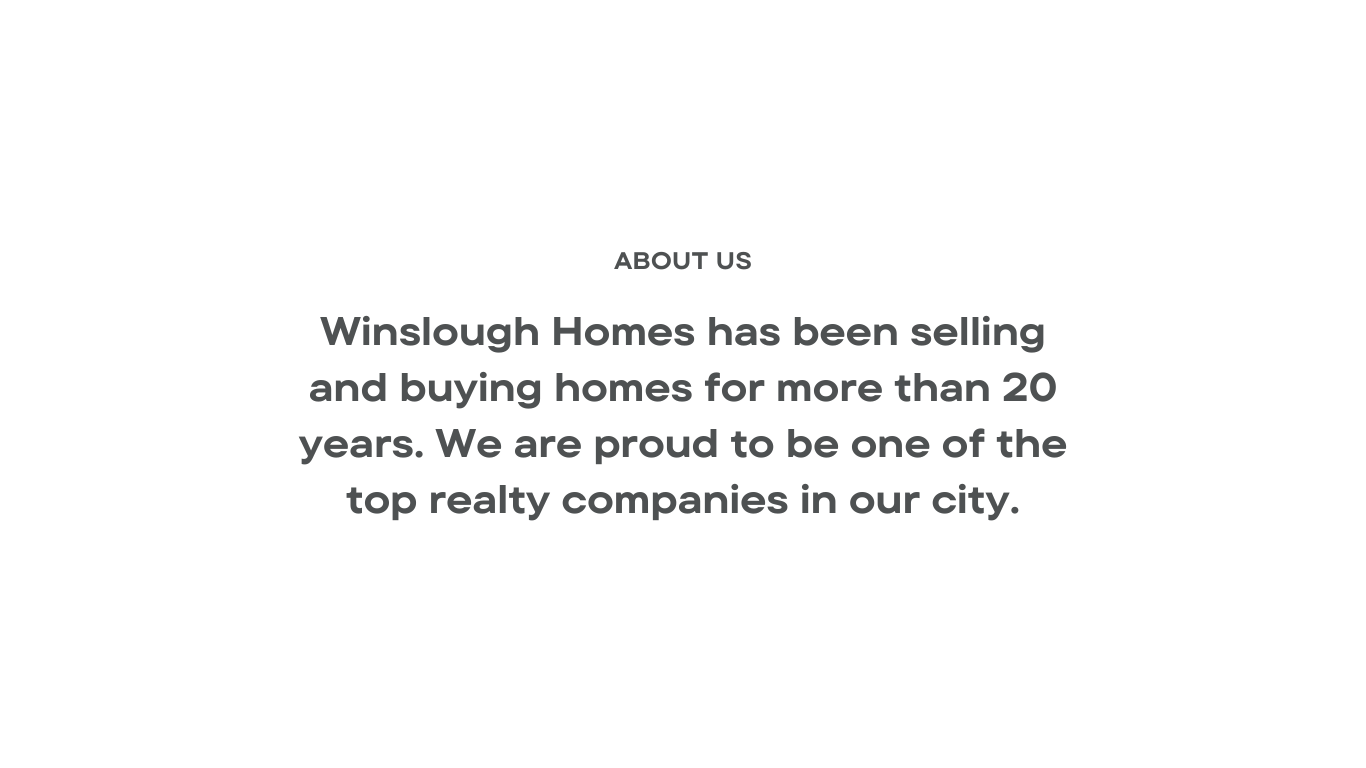 ABOUT US
Winslough Homes has been selling
and buying homes for more than 20
years. We are proud to be one of the
top realty companies in our city.